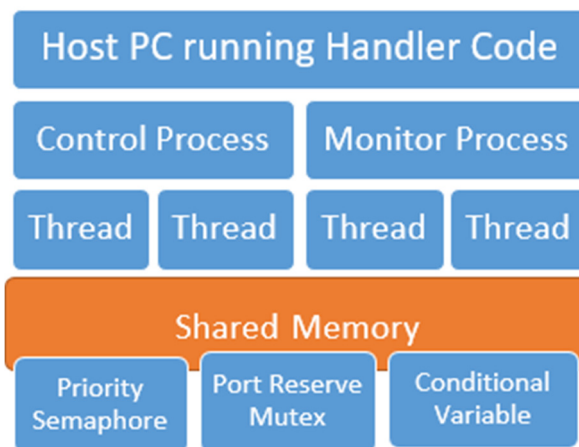 Host PC running Handler Code
Control Process
Monitor Process
Thread
Thread
Thread
Thread
Shared Memory
Priority
Semaphore
Port Reserve
Mutex
Conditional
Variable